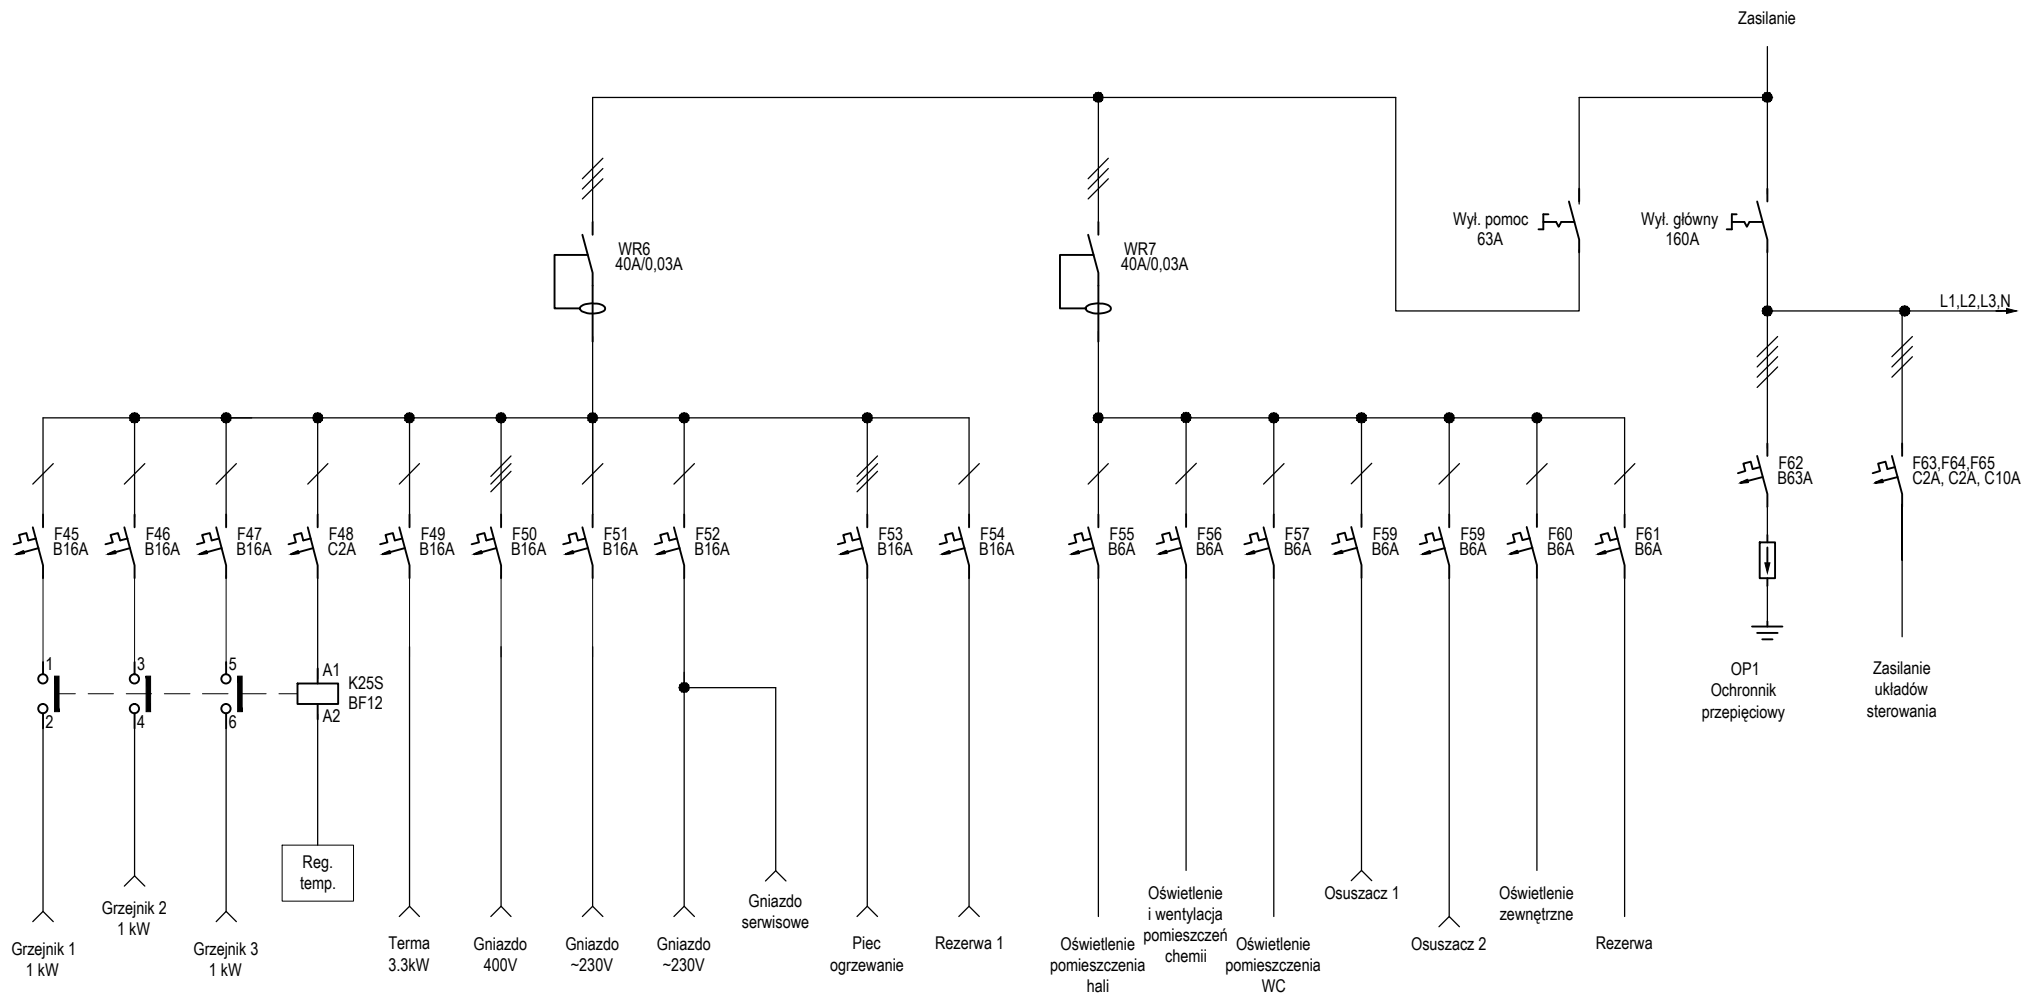 Zasilanie
Wył. pomoc
63A
Wył. główny
160A
WR6
40A/0,03A
WR7
40A/0,03A
L1,L2,L3,N
F62
B63A
F63,F64,F65
C2A, C2A, C10A
F45
B16A
F46
B16A
F47
B16A
F48
C2A
F49
B16A
F50
B16A
F51
B16A
F52
B16A
F53
B16A
F54
B16A
F55
B6A
F56
B6A
F57
B6A
F59
B6A
F59
B6A
F60
B6A
F61
B6A
1
2
3
4
5
6
A1
A2
K25S
BF12
OP1
Ochronnik
przepięciowy
Zasilanie
układów
sterowania
Reg.
temp.
Grzejnik 1
1 kW
Grzejnik 2
1 kW
Grzejnik 3
1 kW
Terma
3.3kW
Gniazdo
400V
Gniazdo
~230V
Gniazdo
~230V
Gniazdo
serwisowe
Piec
ogrzewanie
Rezerwa 1
Oświetlenie
pomieszczenia
hali
Oświetlenie
i wentylacja
pomieszczeń
chemii
Oświetlenie
pomieszczenia
WC
Osuszacz 1
Osuszacz 2
Oświetlenie
zewnętrzne
Rezerwa